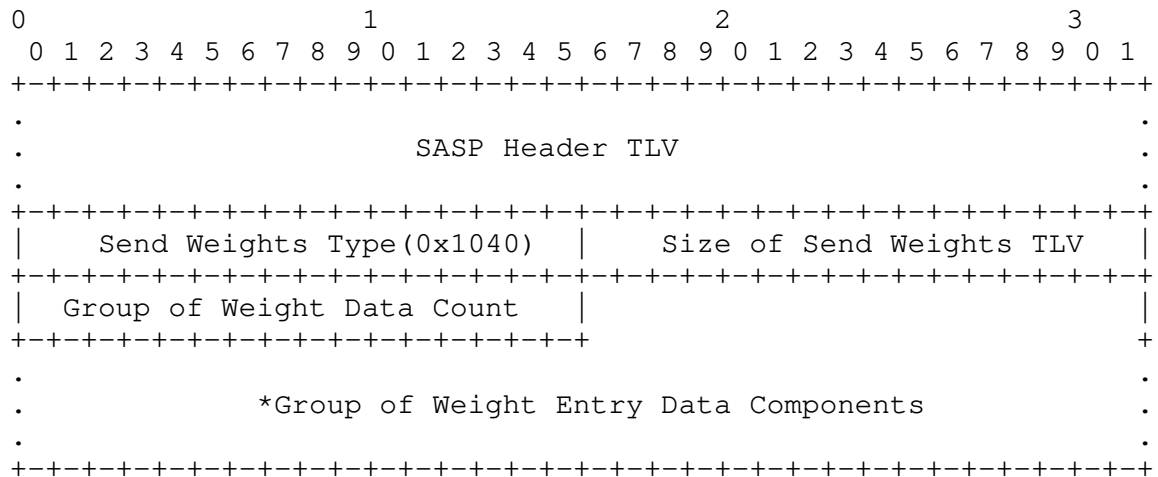 0                   1                   2                   3
 0 1 2 3 4 5 6 7 8 9 0 1 2 3 4 5 6 7 8 9 0 1 2 3 4 5 6 7 8 9 0 1
+-+-+-+-+-+-+-+-+-+-+-+-+-+-+-+-+-+-+-+-+-+-+-+-+-+-+-+-+-+-+-+-+
.                                                               .
.                      SASP Header TLV                          .
.                                                               .
+-+-+-+-+-+-+-+-+-+-+-+-+-+-+-+-+-+-+-+-+-+-+-+-+-+-+-+-+-+-+-+-+
|    Send Weights Type(0x1040)  |    Size of Send Weights TLV   |
+-+-+-+-+-+-+-+-+-+-+-+-+-+-+-+-+-+-+-+-+-+-+-+-+-+-+-+-+-+-+-+-+
|  Group of Weight Data Count   |                               |
+-+-+-+-+-+-+-+-+-+-+-+-+-+-+-+-+                               +
.                                                               .
.             *Group of Weight Entry Data Components            .
.                                                               .
+-+-+-+-+-+-+-+-+-+-+-+-+-+-+-+-+-+-+-+-+-+-+-+-+-+-+-+-+-+-+-+-+